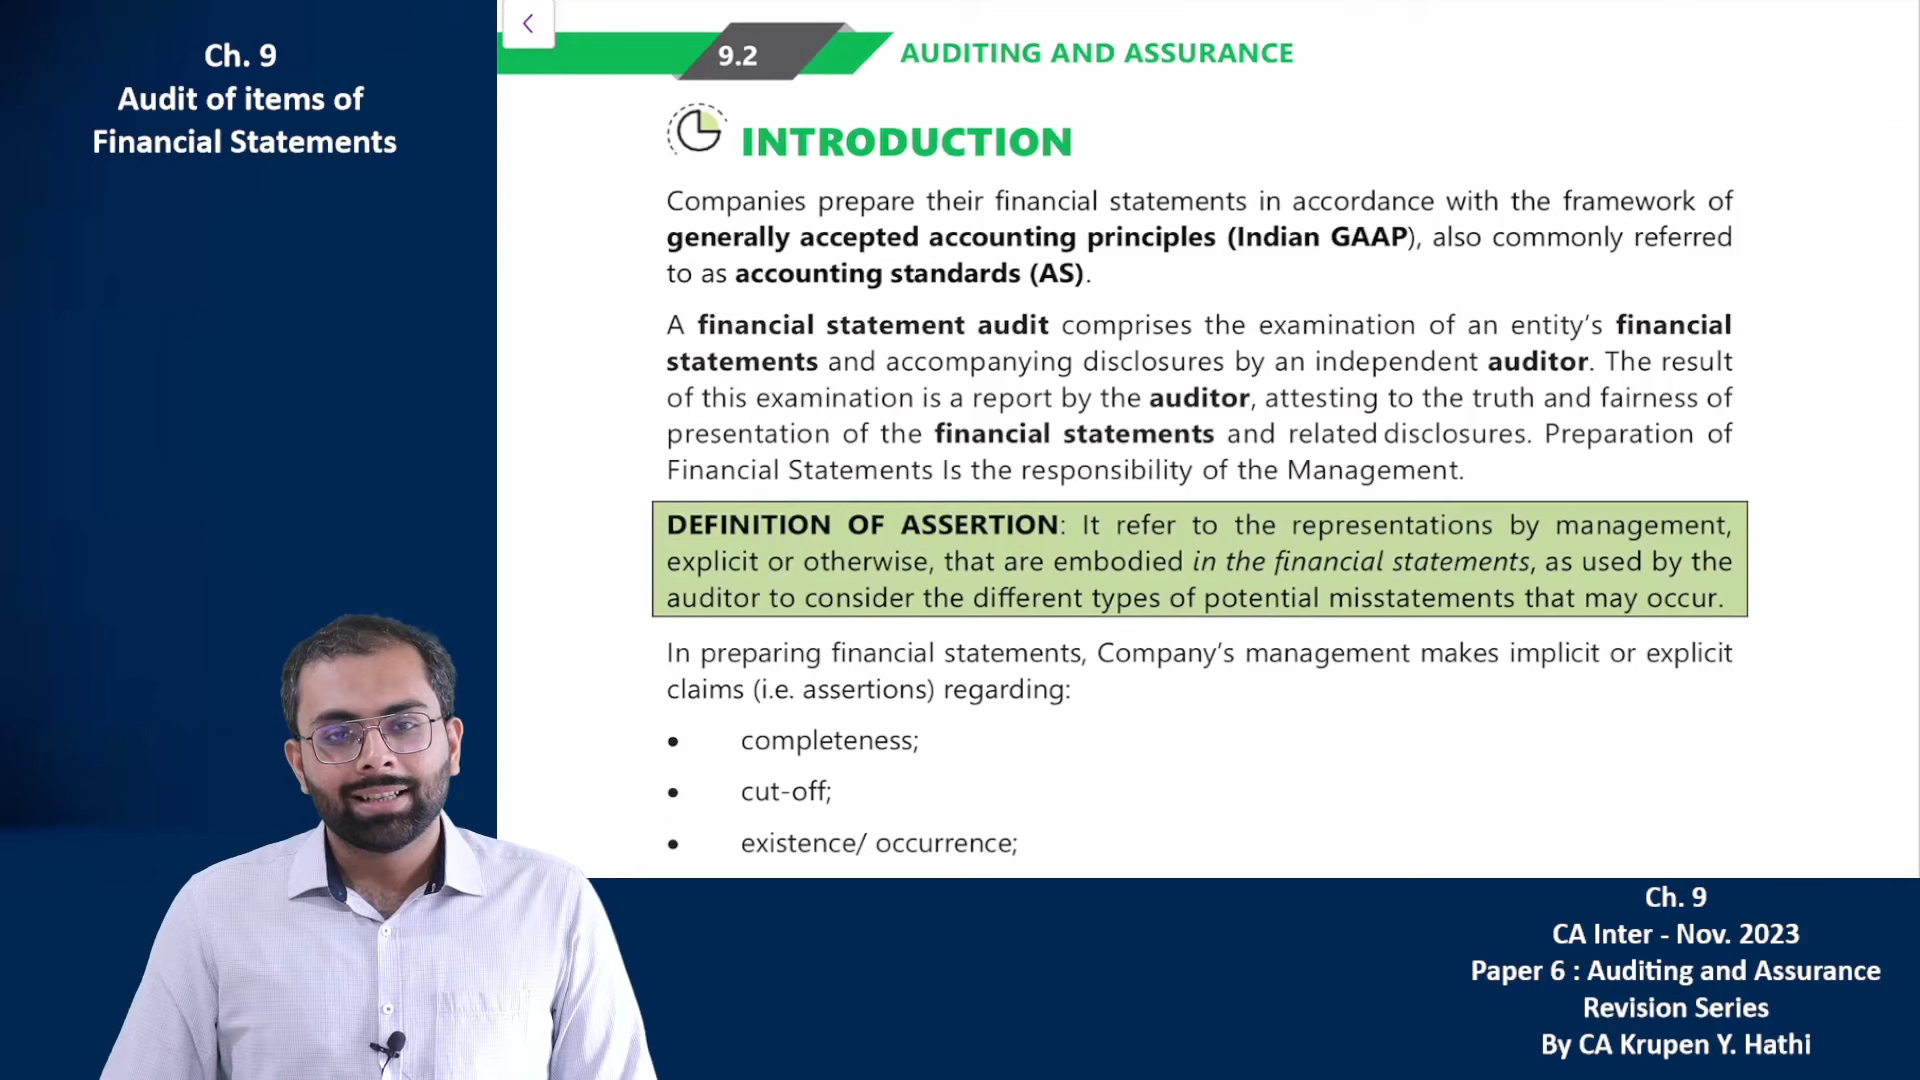 Ch. 9
Audit of items of
Financial Statements
9.2
AUDITING AND ASSURANCE
INTRODUCTION
Companies prepare their financial statements in accordance with the framework of
generally accepted accounting principles (Indian GAAP), also commonly referred
to as accounting standards (AS).
A financial statement audit comprises the examination of an entity’s financial
statements and accompanying disclosures by an independent auditor. The result
of this examination is a report by the auditor, attesting to the truth and fairness of
presentation of the financial statements and related disclosures. Preparation of
Financial Statements Is the responsibility of the Management.
DEFINITION OF ASSERTION: It refer to the representations by management,
explicit or otherwise, that are embodied in the financial statements, as used by the
auditor to consider the different types of potential misstatements that may occur.
In preparing financial statements, Company’s management makes implicit or explicit
claims (i.e. assertions) regarding:
• completeness;
• cut-off;
• existence/ occurrence;
Ch. 9
CA Inter - Nov. 2023
Paper 6 : Auditing and Assurance
Revision Series
By CA Krupen Y. Hathi